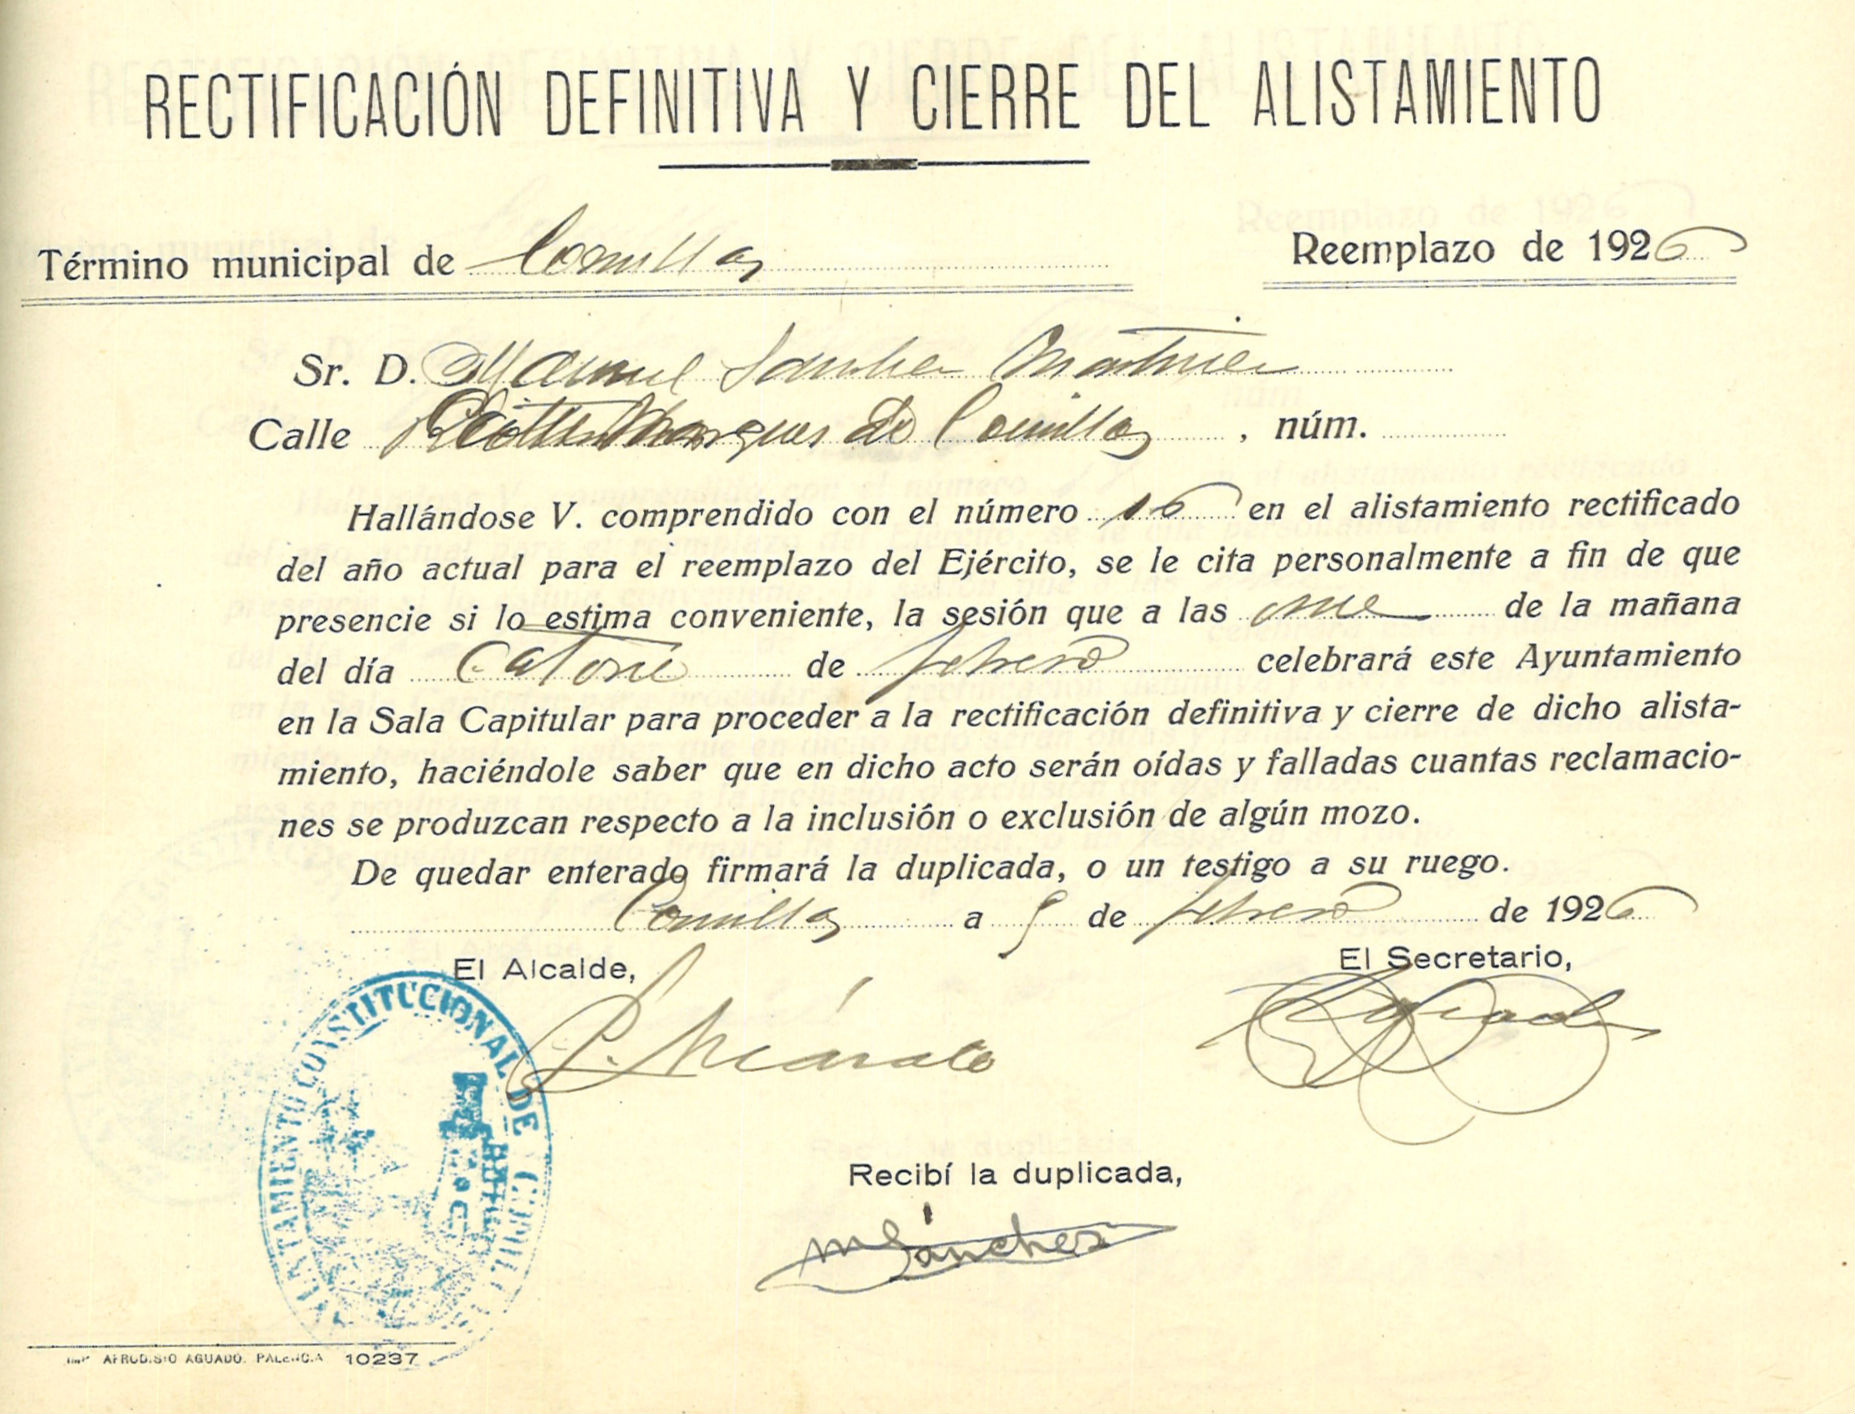 RECTIFICACIÓN DEFINITIVA Y CIERRE DEL ALISTAMIENTO
Término municipal de Comillas Reemplazo de 1926
Sr. D. Manuel Sanchez Martinez
Calle Marques de Comillas, núm.
Hallándose V. comprendido con el número 16 en el alistamiento rectificado
del año actual para el reemplazo del Ejército, se le cita personalmente a fin de que
presencie si lo estima conveniente, la sesión que a las once de la mañana
del día catorce de febrero celebrará este Ayuntamiento
en la Sala Capitular para proceder a la rectificación definitiva y cierre de dicho alista-
miento, haciéndole saber que en dicho acto serán oídas y falladas cuantas reclamacio-
nes se produzcan respecto a la inclusión o exclusión de algún mozo.
De quedar enterado firmará la duplicada, o un testigo a su ruego.
Comillas a 9 de febrero de 1926
El Alcalde, El Secretario,
AYUNTAMIENTO CONSTITUCIONAL DE
Recibí la duplicada,
M Sánchez
IMP. AFRODISIO AGUADO. PALENCIA 10237